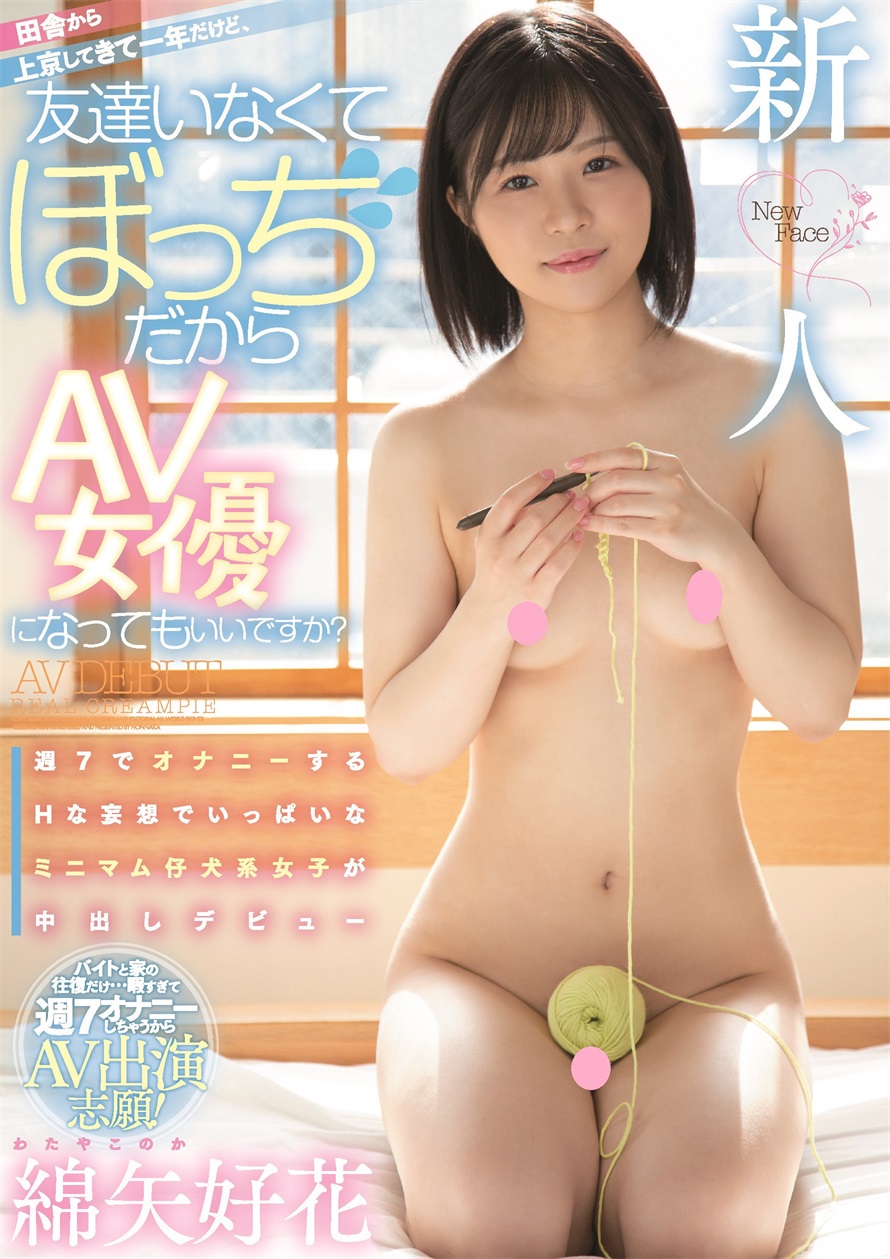 田舎から
上京してきて一年だけど、
友達いなくて
ぼっち
だから
AV
女優
になってもいいですか?
新人
New
Face
AV DEBUT
REAL CREAMPIE
週7でオナニーする
Hな妄想でいっぱいな
ミニマム仔犬系女子が
中出しデビュー
バイトと家の
往復だけ…暇すぎて
週7オナニー
しちゃうから
AV出演
志願!
わたやこのか
綿矢好花